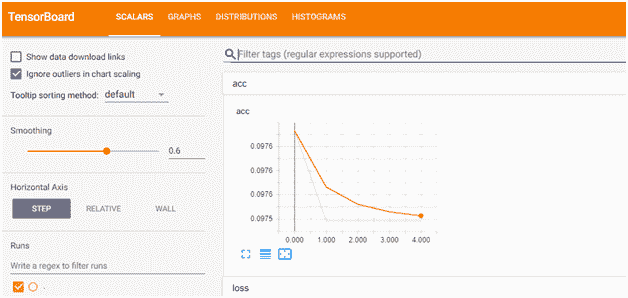 TensorBoard SCALARS GRAPHS DISTRIBUTIONS HISTOGRAMS
Show data download links
Ignore outliers in chart scaling
Tooltip sorting method: default
Smoothing
0.6
Horizontal Axis
STEP RELATIVE WALL
Runs
Write a regex to filter runs
.
Filter tags (regular expressions supported)
acc
acc
0.0976
0.0976
0.0976
0.0975
0.000 1.000 2.000 3.000 4.000
loss